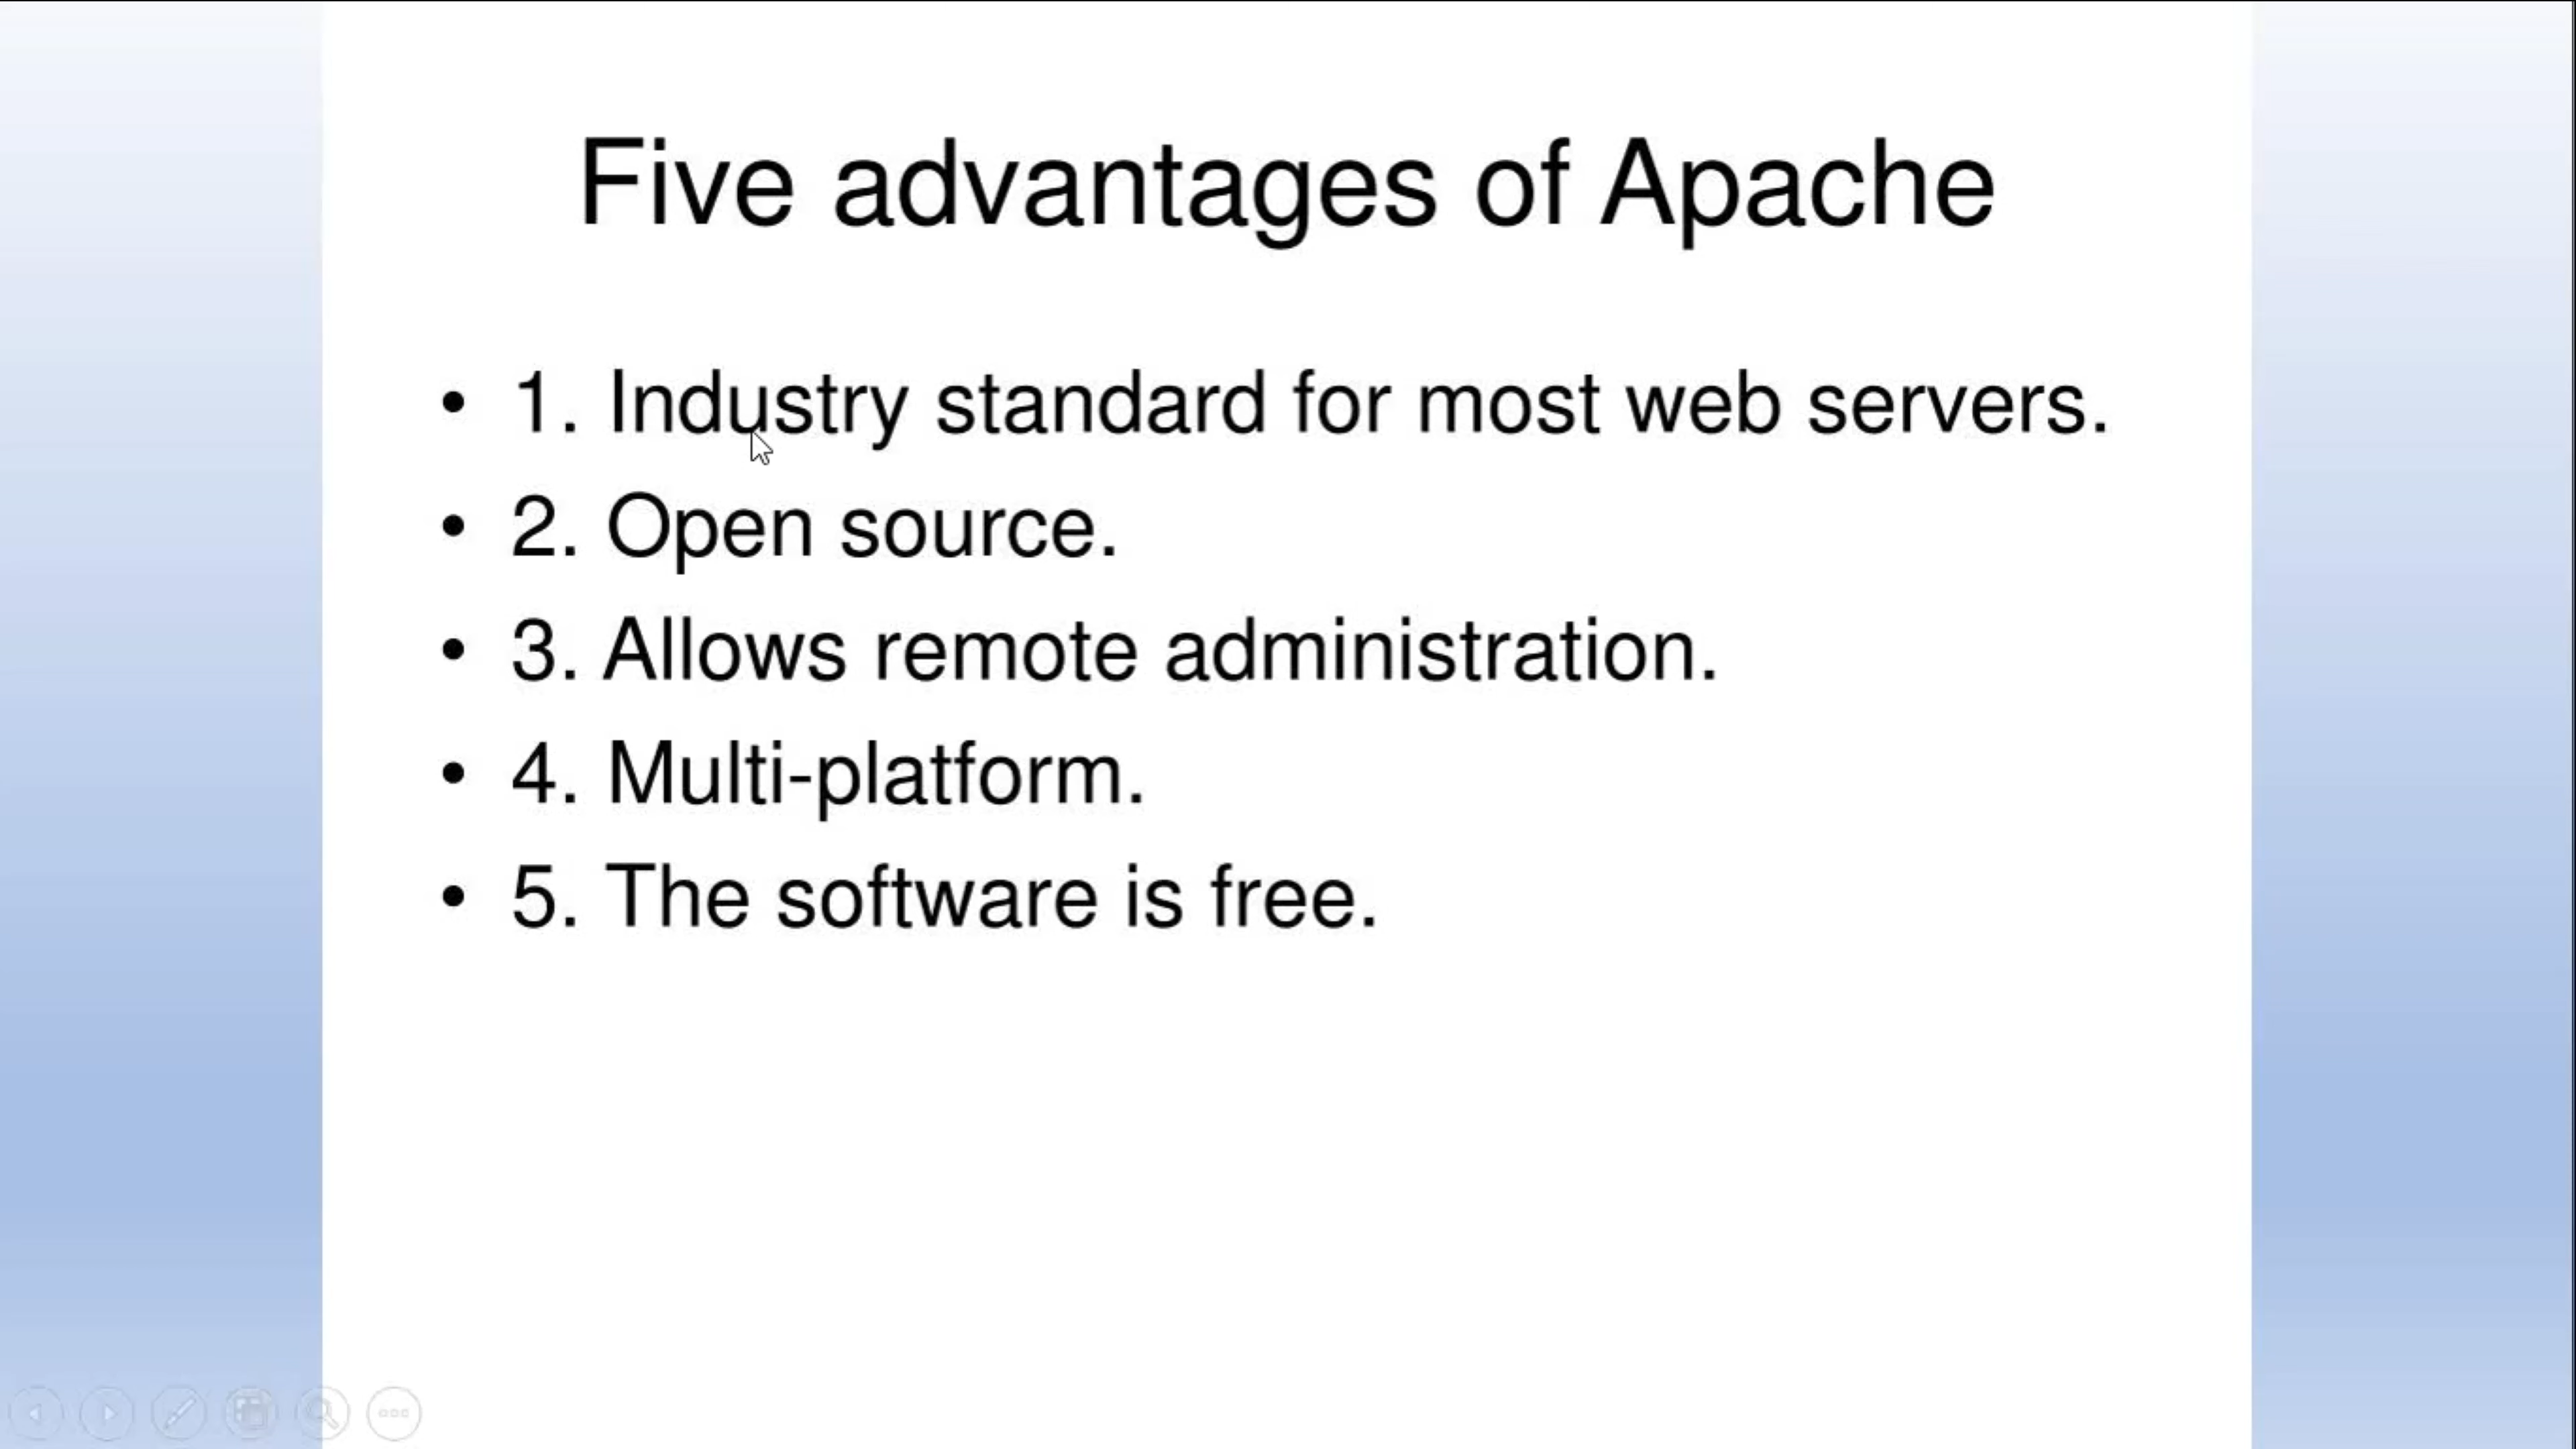 Five advantages of Apache
• 1. Industry standard for most web servers.
• 2. Open source.
• 3. Allows remote administration.
• 4. Multi-platform.
• 5. The software is free.